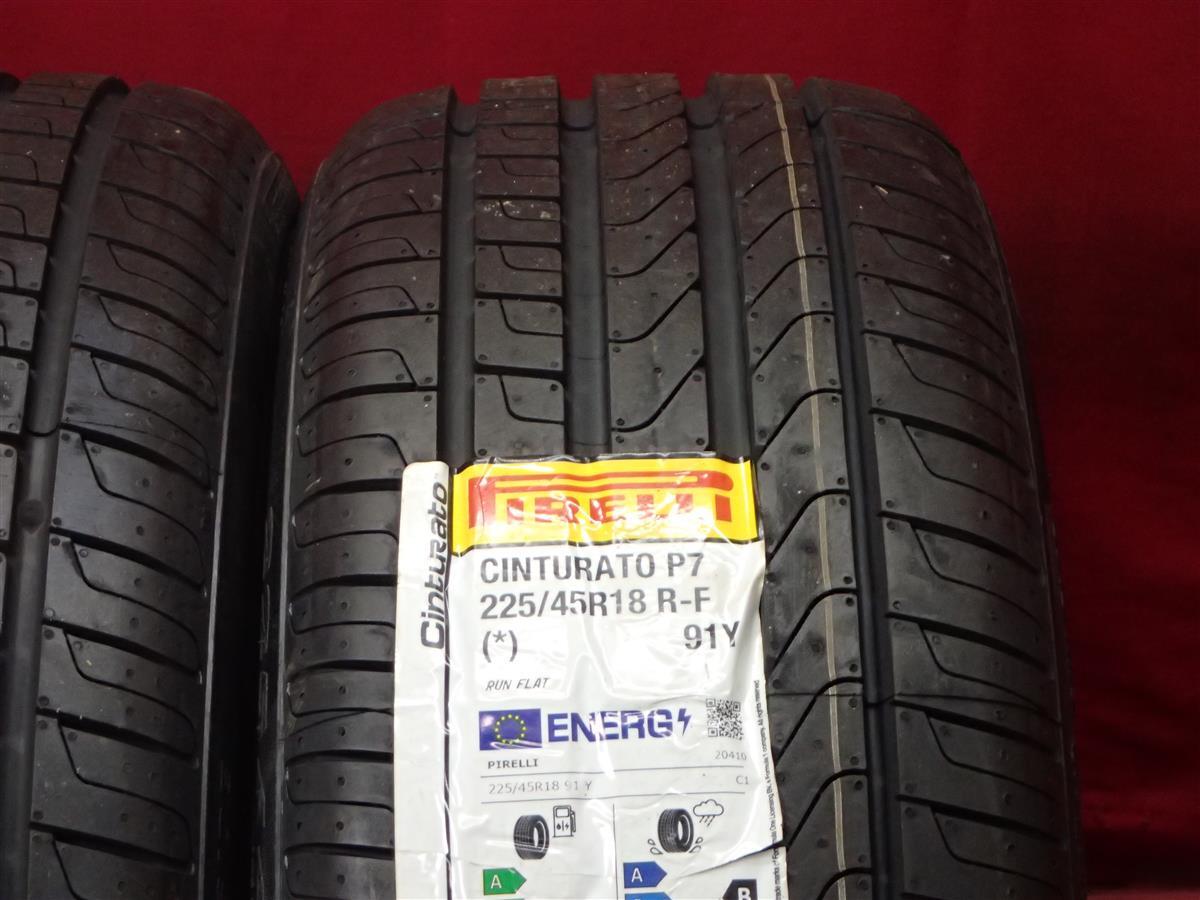 Cinturato
PIRELLI
CINTURATO P7
225/45R18 R-F
(*) 91Y
RUN FLAT
ENERG
PIRELLI 20410
225/45R18 91 Y C1
A A B